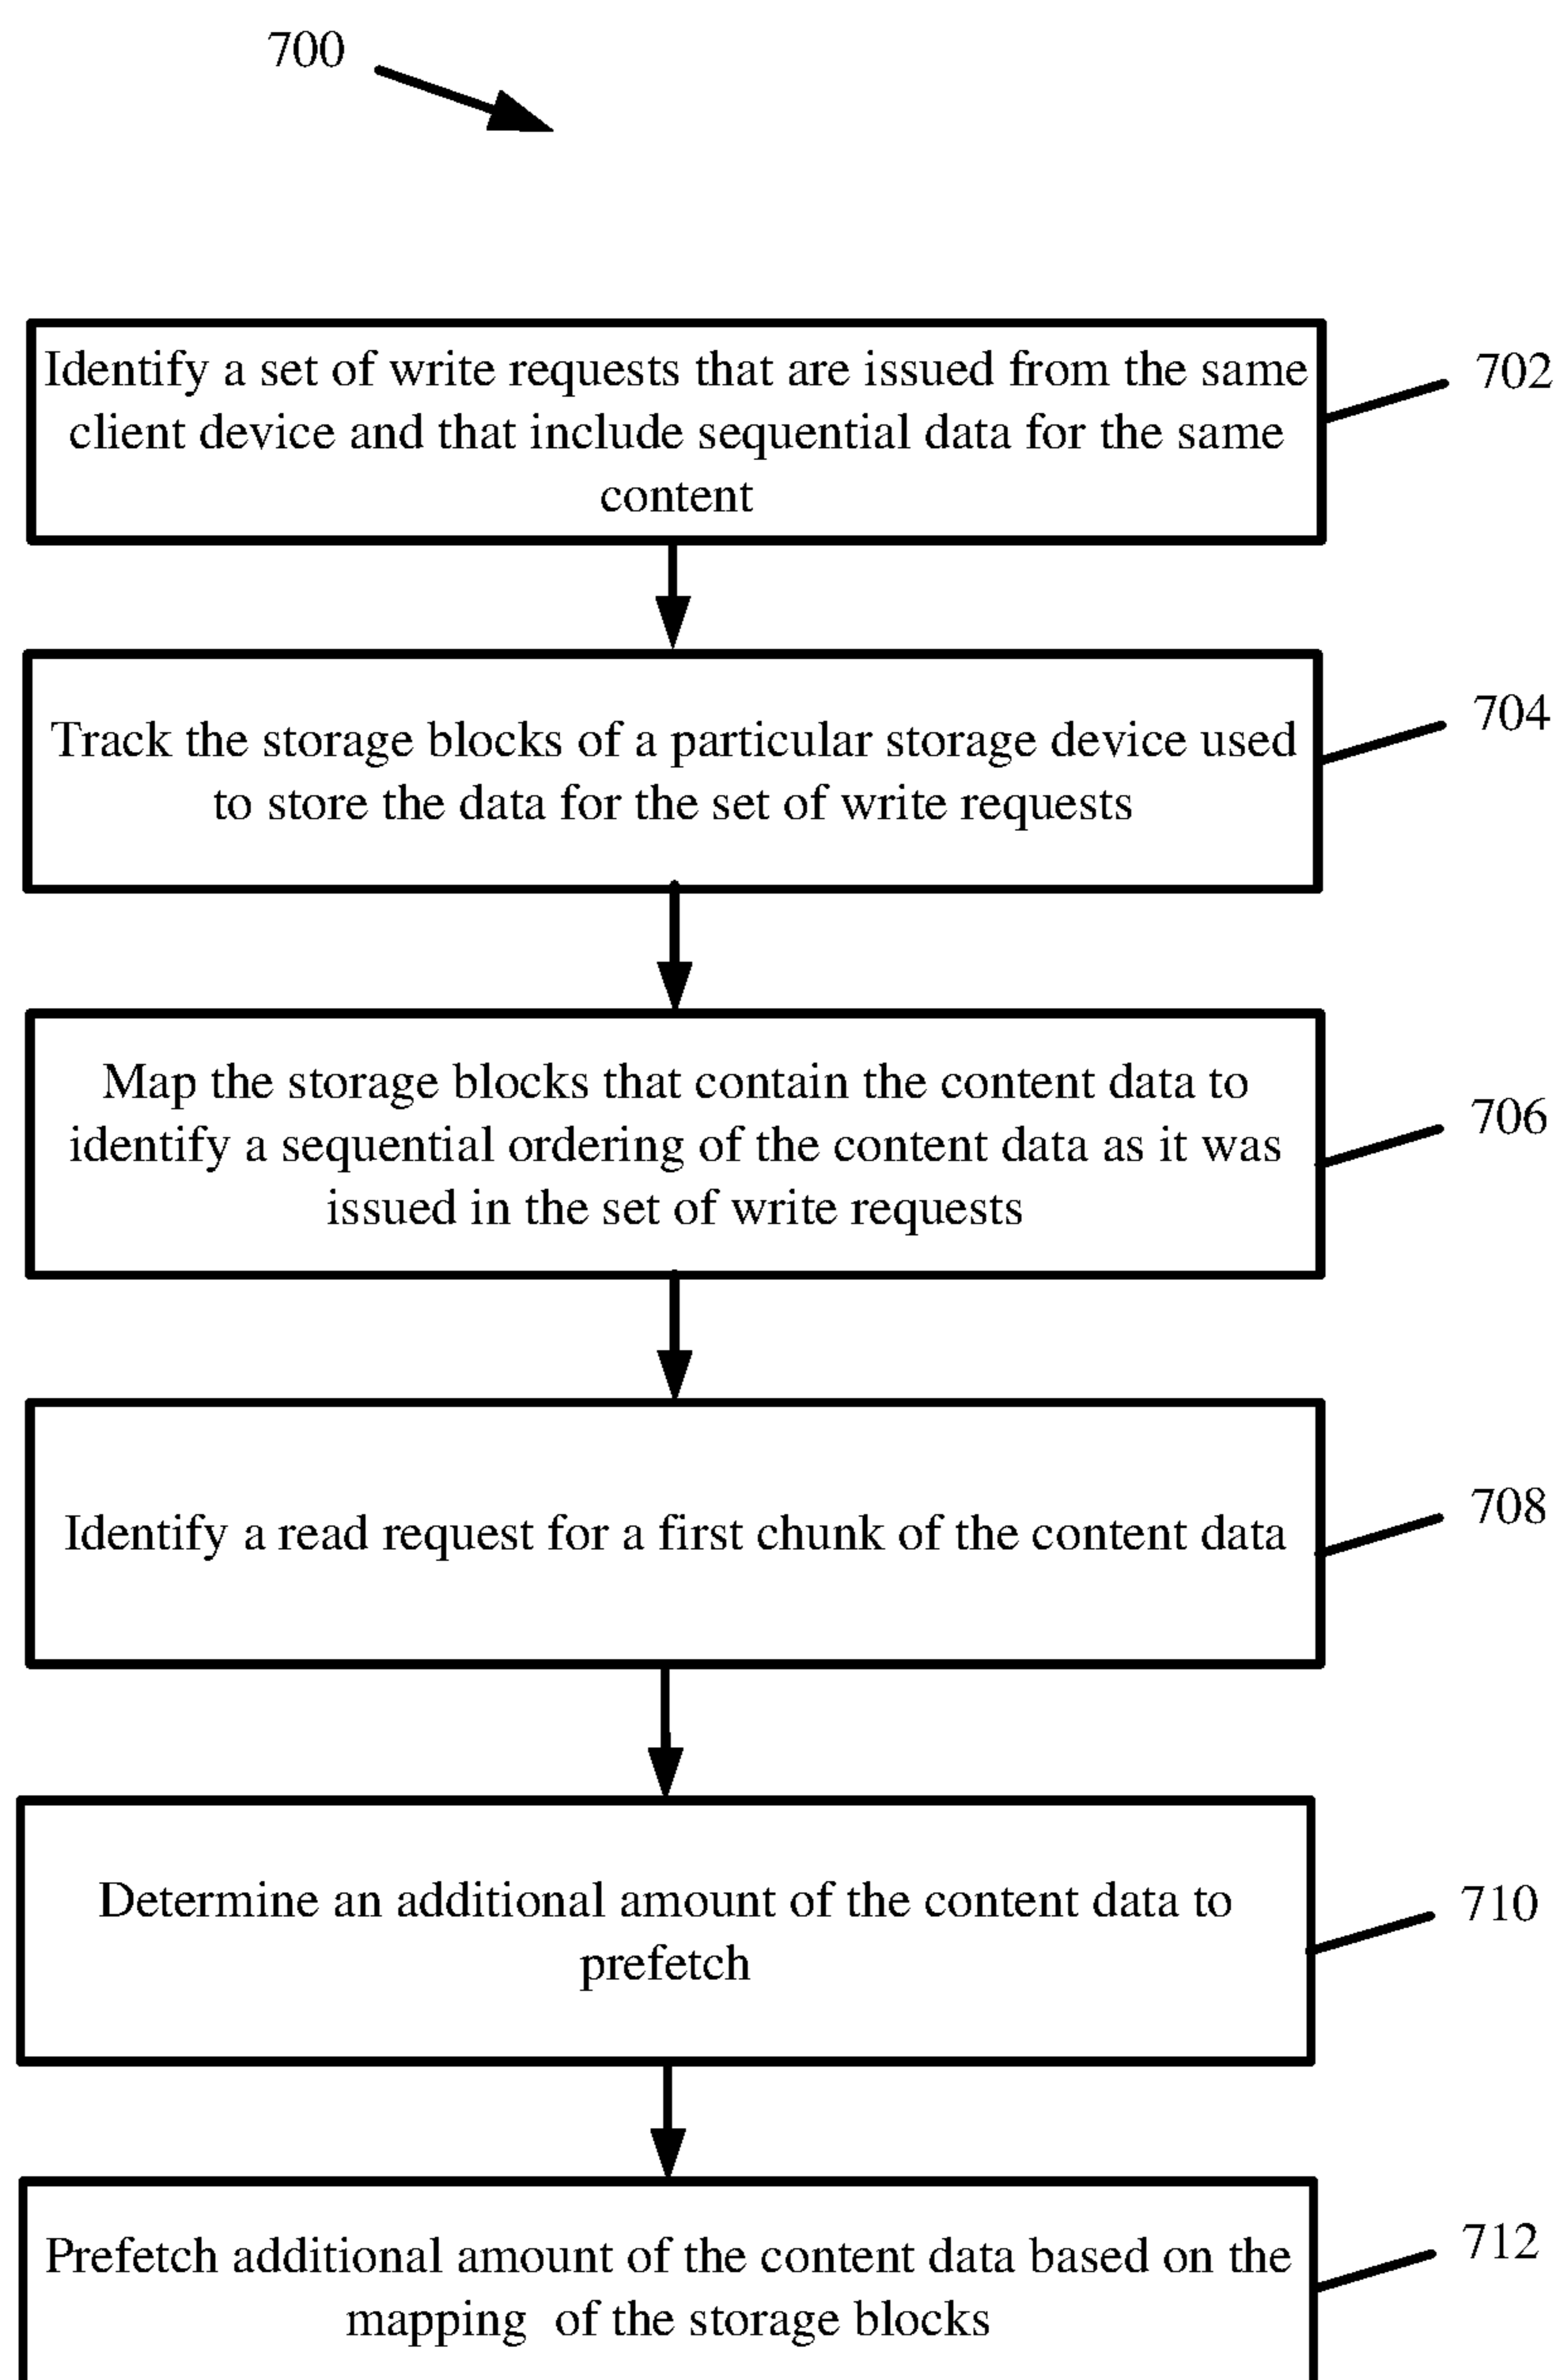 700
Identify a set of write requests that are issued from the same
client device and that include sequential data for the same
content
702
Track the storage blocks of a particular storage device used
to store the data for the set of write requests
704
Map the storage blocks that contain the content data to
identify a sequential ordering of the content data as it was
issued in the set of write requests
706
Identify a read request for a first chunk of the content data
708
Determine an additional amount of the content data to
prefetch
710
Prefetch additional amount of the content data based on the
mapping  of the storage blocks
712